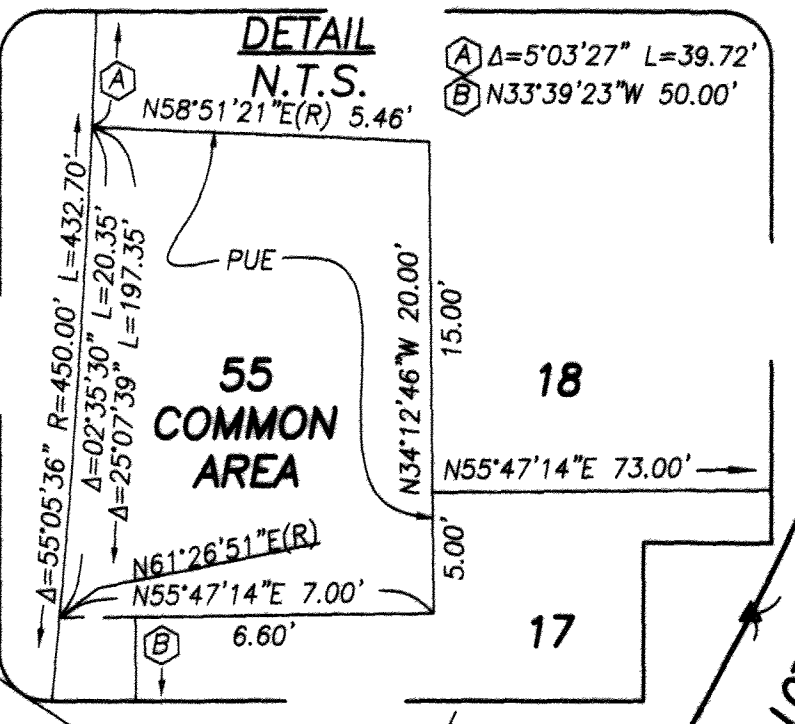 DETAIL
N.T.S.
A Δ=5°03'27" L=39.72'
B N33°39'23"W 50.00'
A
N58°51'21"E(R) 5.46'
Δ=55°05'36" R=450.00' L=432.70'
Δ=02°35'30" L=20.35'
Δ=25°07'39" L=197.35'
PUE
N34°12'46"W 20.00'
15.00'
55
COMMON
AREA
18
N55°47'14"E 73.00'
N61°26'51"E(R)
N55°47'14"E 7.00'
5.00'
6.60'
B
17